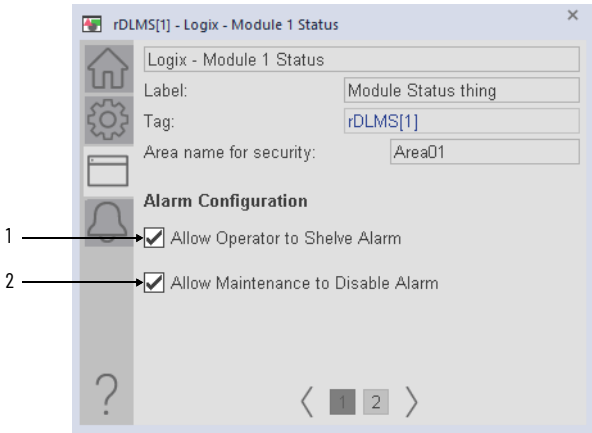 rDLMS[1] - Logix - Module 1 Status
Logix - Module 1 Status
Label: Module Status thing
Tag: rDLMS[1]
Area name for security: Area01
Alarm Configuration
1 Allow Operator to Shelve Alarm
2 Allow Maintenance to Disable Alarm
? 1 2